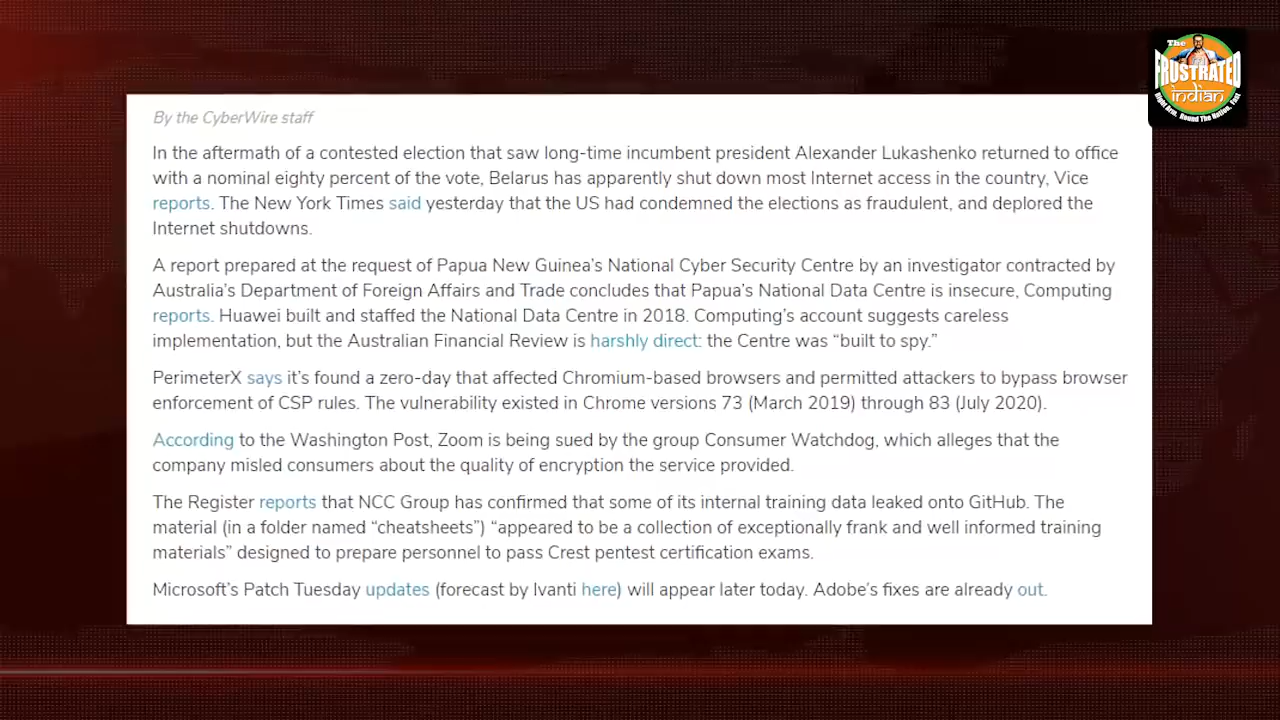 The
FRUSTRATED
indian
Right Arm. Round The Nation. Fast
By the CyberWire staff
In the aftermath of a contested election that saw long-time incumbent president Alexander Lukashenko returned to office
with a nominal eighty percent of the vote, Belarus has apparently shut down most Internet access in the country, Vice
reports. The New York Times said yesterday that the US had condemned the elections as fraudulent, and deplored the
Internet shutdowns.
A report prepared at the request of Papua New Guinea’s National Cyber Security Centre by an investigator contracted by
Australia’s Department of Foreign Affairs and Trade concludes that Papua’s National Data Centre is insecure, Computing
reports. Huawei built and staffed the National Data Centre in 2018. Computing’s account suggests careless
implementation, but the Australian Financial Review is harshly direct: the Centre was “built to spy.”
PerimeterX says it’s found a zero-day that affected Chromium-based browsers and permitted attackers to bypass browser
enforcement of CSP rules. The vulnerability existed in Chrome versions 73 (March 2019) through 83 (July 2020).
According to the Washington Post, Zoom is being sued by the group Consumer Watchdog, which alleges that the
company misled consumers about the quality of encryption the service provided.
The Register reports that NCC Group has confirmed that some of its internal training data leaked onto GitHub. The
material (in a folder named “cheatsheets”) “appeared to be a collection of exceptionally frank and well informed training
materials” designed to prepare personnel to pass Crest pentest certification exams.
Microsoft’s Patch Tuesday updates (forecast by Ivanti here) will appear later today. Adobe’s fixes are already out.